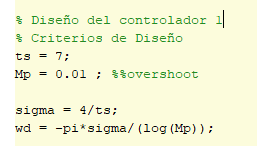 % Diseño del controlador 1
% Criterios de Diseño
ts = 7;
Mp = 0.01 ; %%overshoot
sigma = 4/ts;
wd = -pi*sigma/(log(Mp));